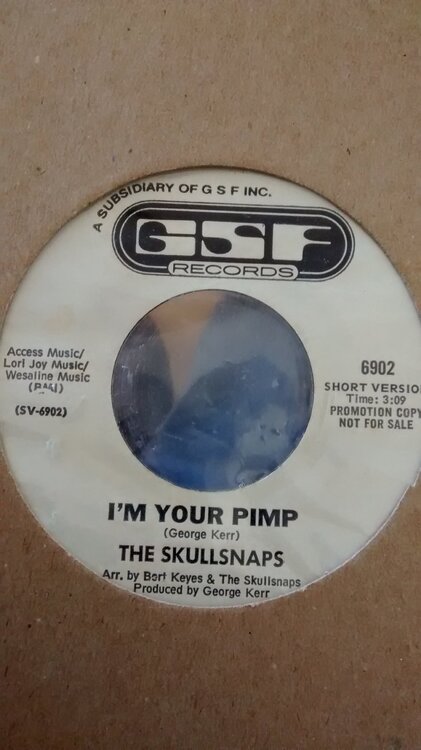 A SUBSIDIARY OF G S F INC.
GSF
RECORDS
Access Music/
Lori Joy Music/
Wesaline Music
(BMI)
(SV-6902)
6902
SHORT VERSIO
Time: 3:09
PROMOTION COPY
NOT FOR SALE
I'M YOUR PIMP
(George Kerr)
THE SKULLSNAPS
Arr. by Bert Keyes & The Skullsnaps
Produced by George Kerr